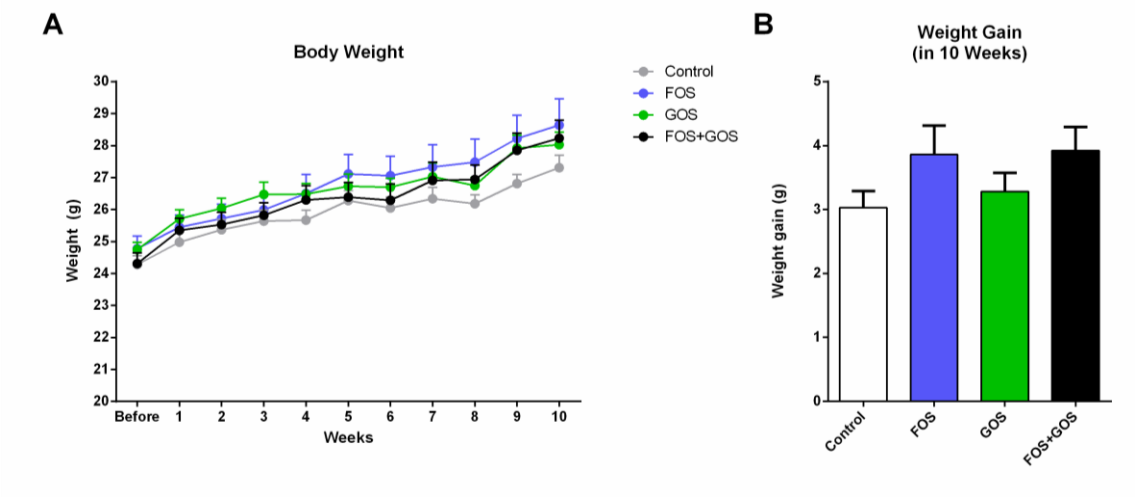 A
Body Weight
Weight (g)
30
29
28
27
26
25
24
23
22
21
20
Before 1 2 3 4 5 6 7 8 9 10
Weeks
Control
FOS
GOS
FOS+GOS
B
Weight Gain
(in 10 Weeks)
Weight gain (g)
5
4
3
2
1
0
Control
FOS
GOS
FOS+GOS